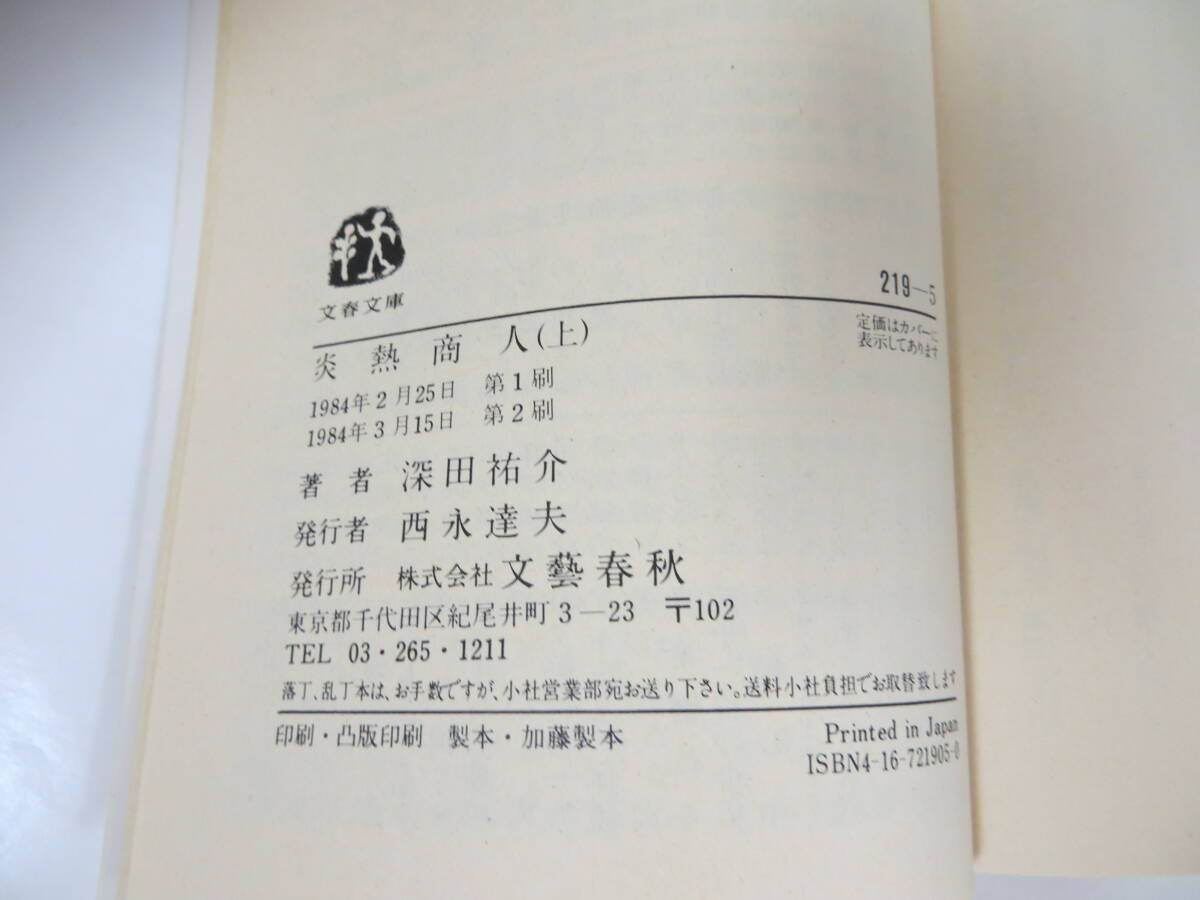 文春文庫
219—5
定価はカバーに
表示してあります
炎熱商人(上)
1984年2月25日 第1刷
1984年3月15日 第2刷
著者 深田祐介
発行者 西永達夫
発行所 株式会社 文藝春秋
東京都千代田区紀尾井町3—23 〒102
TEL 03・265・1211
落丁、乱丁本は、お手数ですが、小社営業部宛お送り下さい。送料小社負担でお取替致します
印刷・凸版印刷 製本・加藤製本
Printed in Japan
ISBN4-16-721905-0